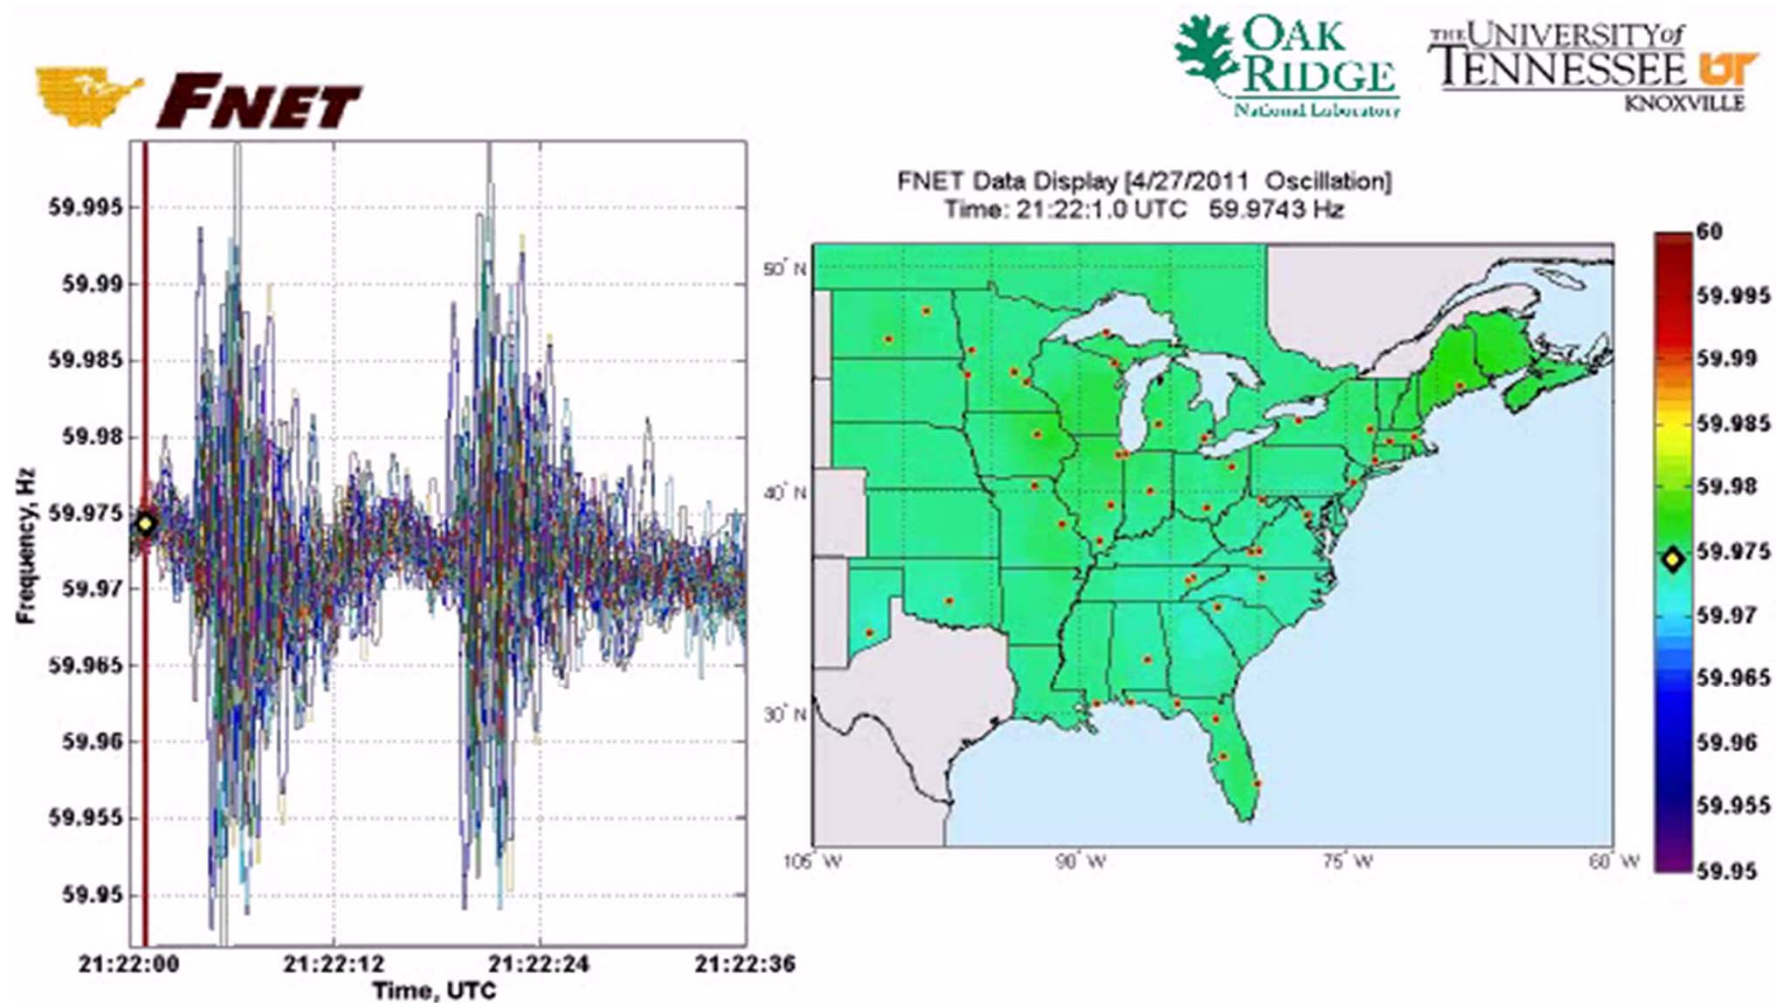 FNET
OAK
RIDGE
National Laboratory
THE UNIVERSITY of
TENNESSEE UT
KNOXVILLE
59.995
59.99
59.985
59.98
59.975
59.97
59.965
59.96
59.955
59.95
Frequency, Hz
21:22:00
21:22:12
21:22:24
21:22:36
Time, UTC
FNET Data Display [4/27/2011 Oscillation]
Time: 21:22:1.0 UTC 59.9743 Hz
50° N
40° N
30° N
105° W
90° W
75° W
60° W
60
59.995
59.99
59.985
59.98
59.975
59.97
59.965
59.96
59.955
59.95